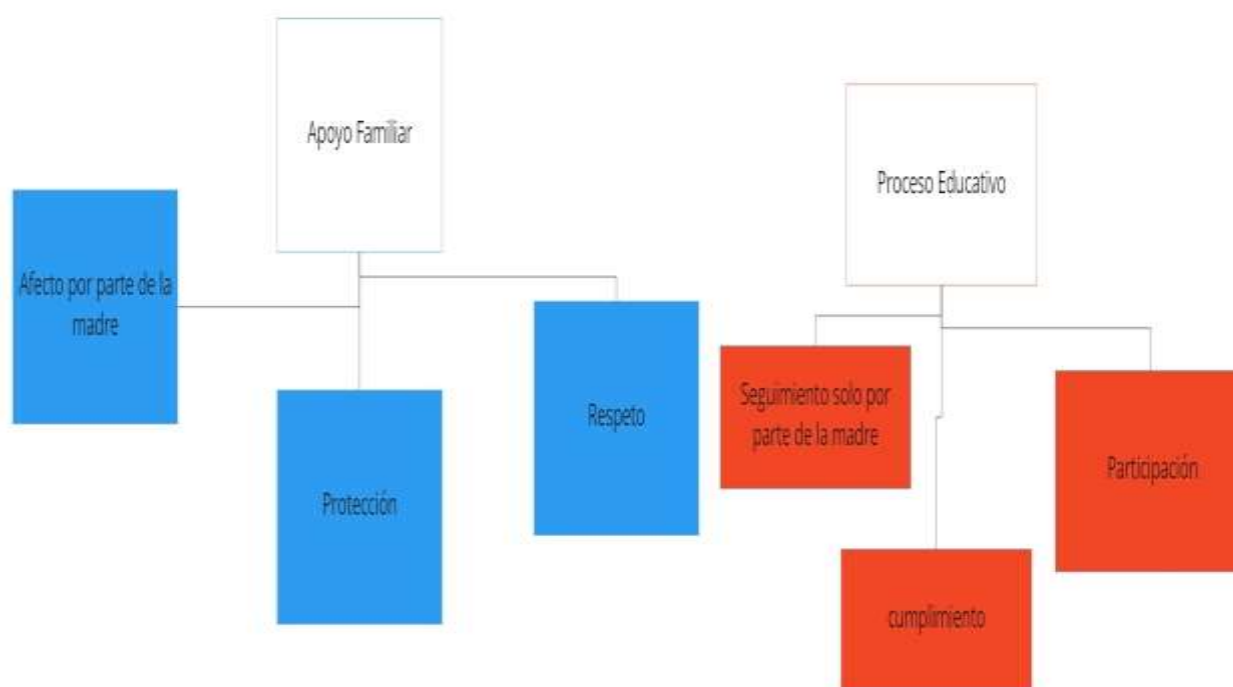 Apoyo Familiar
Afecto por parte de la
madre
Protección
Respeto
Proceso Educativo
Seguimiento solo por
parte de la madre
cumplimiento
Participación